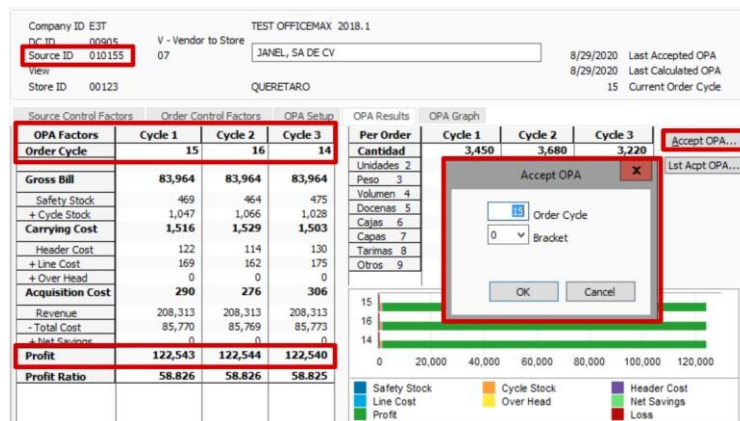 Company ID E3T TEST OFFICEMAX 2018.1
DC ID 00905 V - Vendor to Store
Source ID 010155 07 JANEL, SA DE CV 8/29/2020 Last Accepted OPA
View 8/29/2020 Last Calculated OPA
Store ID 00123 QUERETARO 15 Current Order Cycle
Source Control Factors Order Control Factors OPA Setup OPA Results OPA Graph
OPA Factors Cycle 1 Cycle 2 Cycle 3
Order Cycle 15 16 14
Gross Bill 83,964 83,964 83,964
Safety Stock 469 464 475
+ Cycle Stock 1,047 1,066 1,028
Carrying Cost 1,516 1,529 1,503
Header Cost 122 114 130
+ Line Cost 169 162 175
+ Over Head 0 0 0
Acquisition Cost 290 276 306
Revenue 208,313 208,313 208,313
- Total Cost 85,770 85,769 85,773
+ Net Savings 0 0 0
Profit 122,543 122,544 122,540
Profit Ratio 58.826 58.826 58.825
Per Order Cycle 1 Cycle 2 Cycle 3
Cantidad 3,450 3,680 3,220
Unidades 2
Peso 3
Volumen 4
Docenas 5
Cajas 6
Capas 7
Tarimas 8
Otros 9
Accept OPA...
Lst Acpt OPA...
Accept OPA x
15 Order Cycle
0 Bracket
OK Cancel
15
16
14
0 20,000 40,000 60,000 80,000 100,000 120,000
Safety Stock Cycle Stock Header Cost
Line Cost Over Head Net Savings
Profit Loss